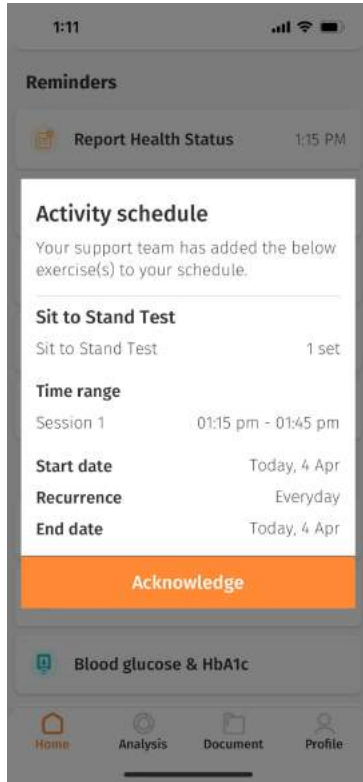 1:11
Reminders
Report Health Status 1:15 PM
Activity schedule
Your support team has added the below
exercise(s) to your schedule.
Sit to Stand Test
Sit to Stand Test 1 set
Time range
Session 1 01:15 pm - 01:45 pm
Start date Today, 4 Apr
Recurrence Everyday
End date Today, 4 Apr
Acknowledge
Blood glucose & HbA1c
Home Analysis Document Profile